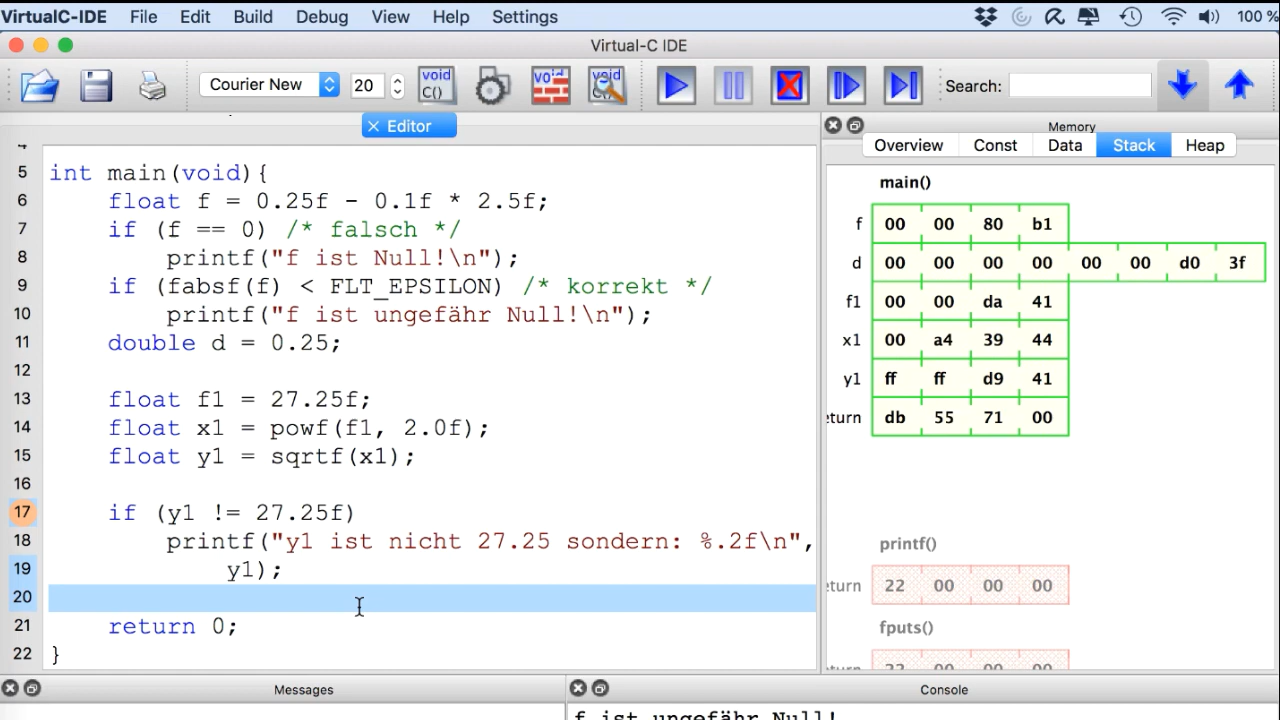 VirtualC-IDE File Edit Build Debug View Help Settings 100 %
Virtual-C IDE
Courier New 20 void C() void void C() Search:
× Editor
Memory
Overview Const Data Stack Heap
5 int main(void){
6 float f = 0.25f - 0.1f * 2.5f;
7 if (f == 0) /* falsch */
8 printf("f ist Null!\n");
9 if (fabsf(f) < FLT_EPSILON) /* korrekt */
10 printf("f ist ungefähr Null!\n");
11 double d = 0.25;
12
13 float f1 = 27.25f;
14 float x1 = powf(f1, 2.0f);
15 float y1 = sqrtf(x1);
16
17 if (y1 != 27.25f)
18 printf("y1 ist nicht 27.25 sondern: %.2f\n",
19 y1);
20
21 return 0;
22 }
main()
f 00 00 80 b1
d 00 00 00 00 00 00 d0 3f
f1 00 00 da 41
x1 00 a4 39 44
y1 ff ff d9 41
eturn db 55 71 00
printf()
eturn 22 00 00 00
fputs()
22 00 00 00
Messages
Console
f ist ungefähr Null!